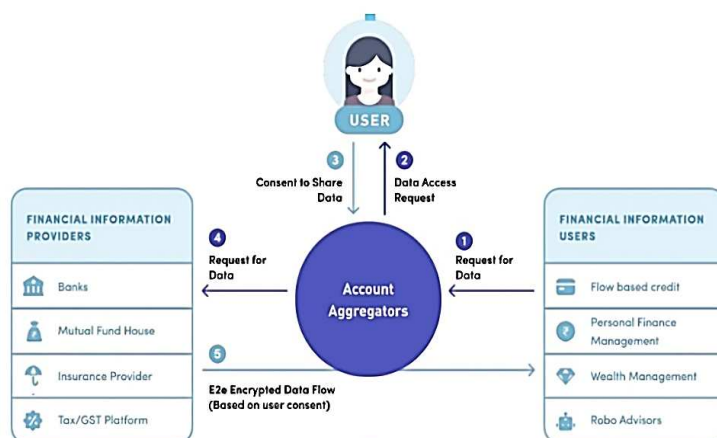 USER
3
Consent to Share
Data
2
Data Access
Request
FINANCIAL INFORMATION
PROVIDERS
Banks
Mutual Fund House
Insurance Provider
Tax/GST Platform
4
Request for
Data
Account
Aggregators
1
Request for
Data
5
E2e Encrypted Data Flow
(Based on user consent)
FINANCIAL INFORMATION
USERS
Flow based credit
₹
Personal Finance
Management
Wealth Management
Robo Advisors